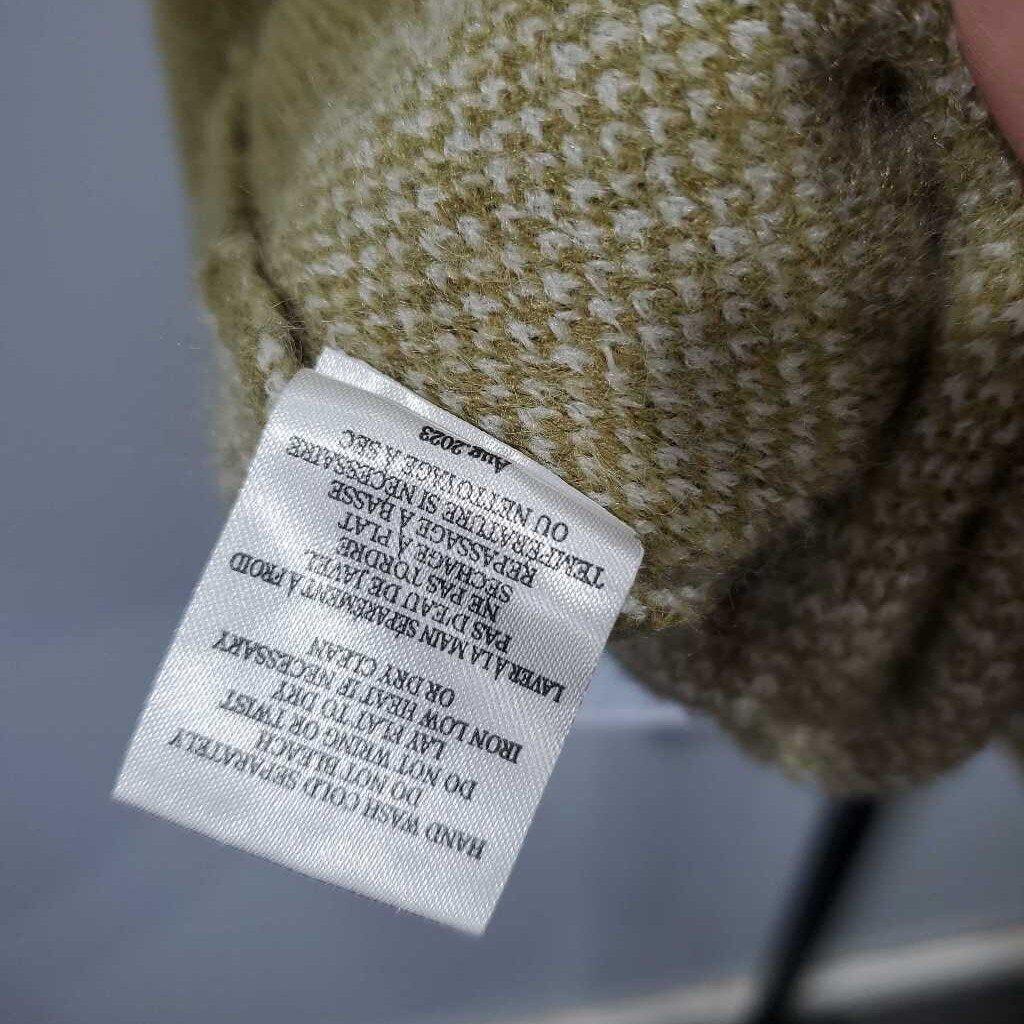 HAND WASH COLD SEPARATELY
DO NOT BLEACH
DO NOT WRING OR TWIST
LAY FLAT TO DRY
IRON LOW HEAT IF NECESSARY
OR DRY CLEAN
LAVER À LA MAIN SEPAREMENT À FROID
PAS D'EAU DE JAVEL
NE PAS TORDRE
SECHAGE À PLAT
REPASSAGE À BASSE
TEMPERATURE SI NECESSAIRE
OU NETTOYAGE A SEC
Aug.2023